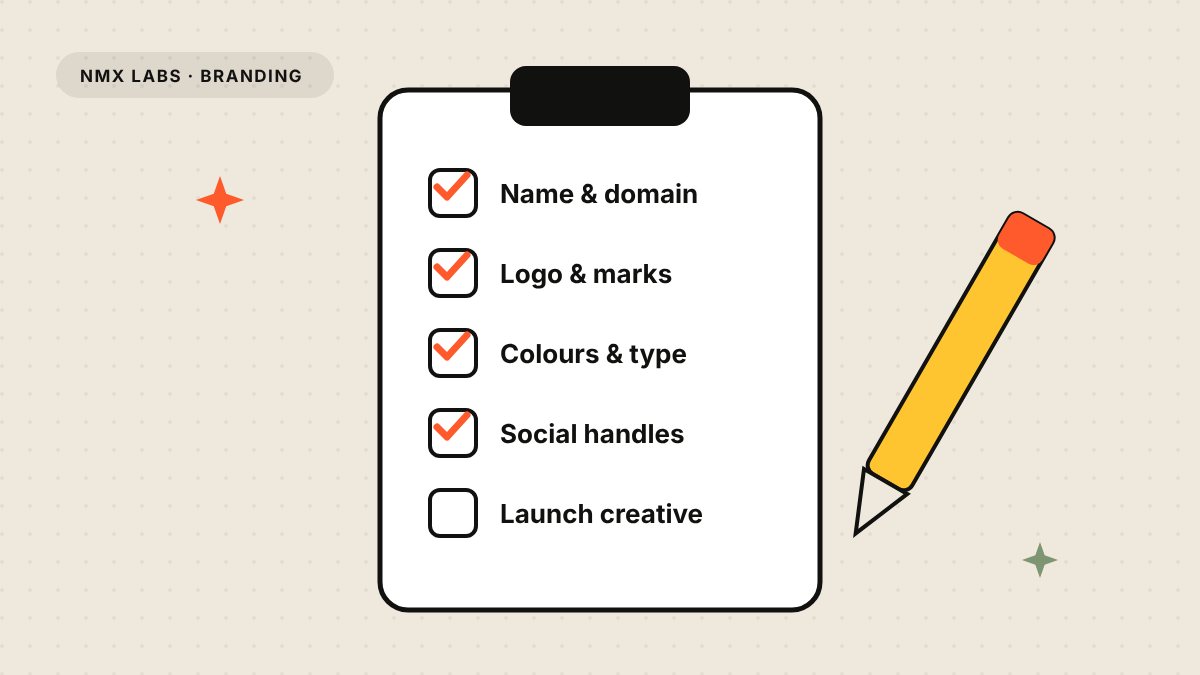 NMX LABS · BRANDING
Name & domain
Logo & marks
Colours & type
Social handles
Launch creative